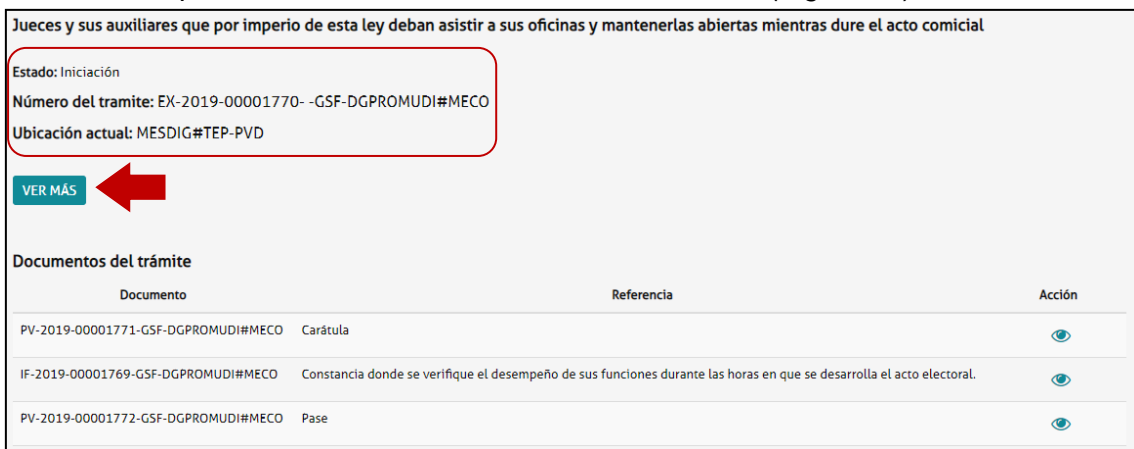 Jueces y sus auxiliares que por imperio de esta ley deban asistir a sus oficinas y mantenerlas abiertas mientras dure el acto comicial
Estado: Iniciación
Número del tramite: EX-2019-00001770- -GSF-DGPROMUDI#MECO
Ubicación actual: MESDIG#TEP-PVD
VER MÁS
Documentos del trámite
Documento Referencia Acción
PV-2019-00001771-GSF-DGPROMUDI#MECO Carátula
IF-2019-00001769-GSF-DGPROMUDI#MECO Constancia donde se verifique el desempeño de sus funciones durante las horas en que se desarrolla el acto electoral.
PV-2019-00001772-GSF-DGPROMUDI#MECO Pase